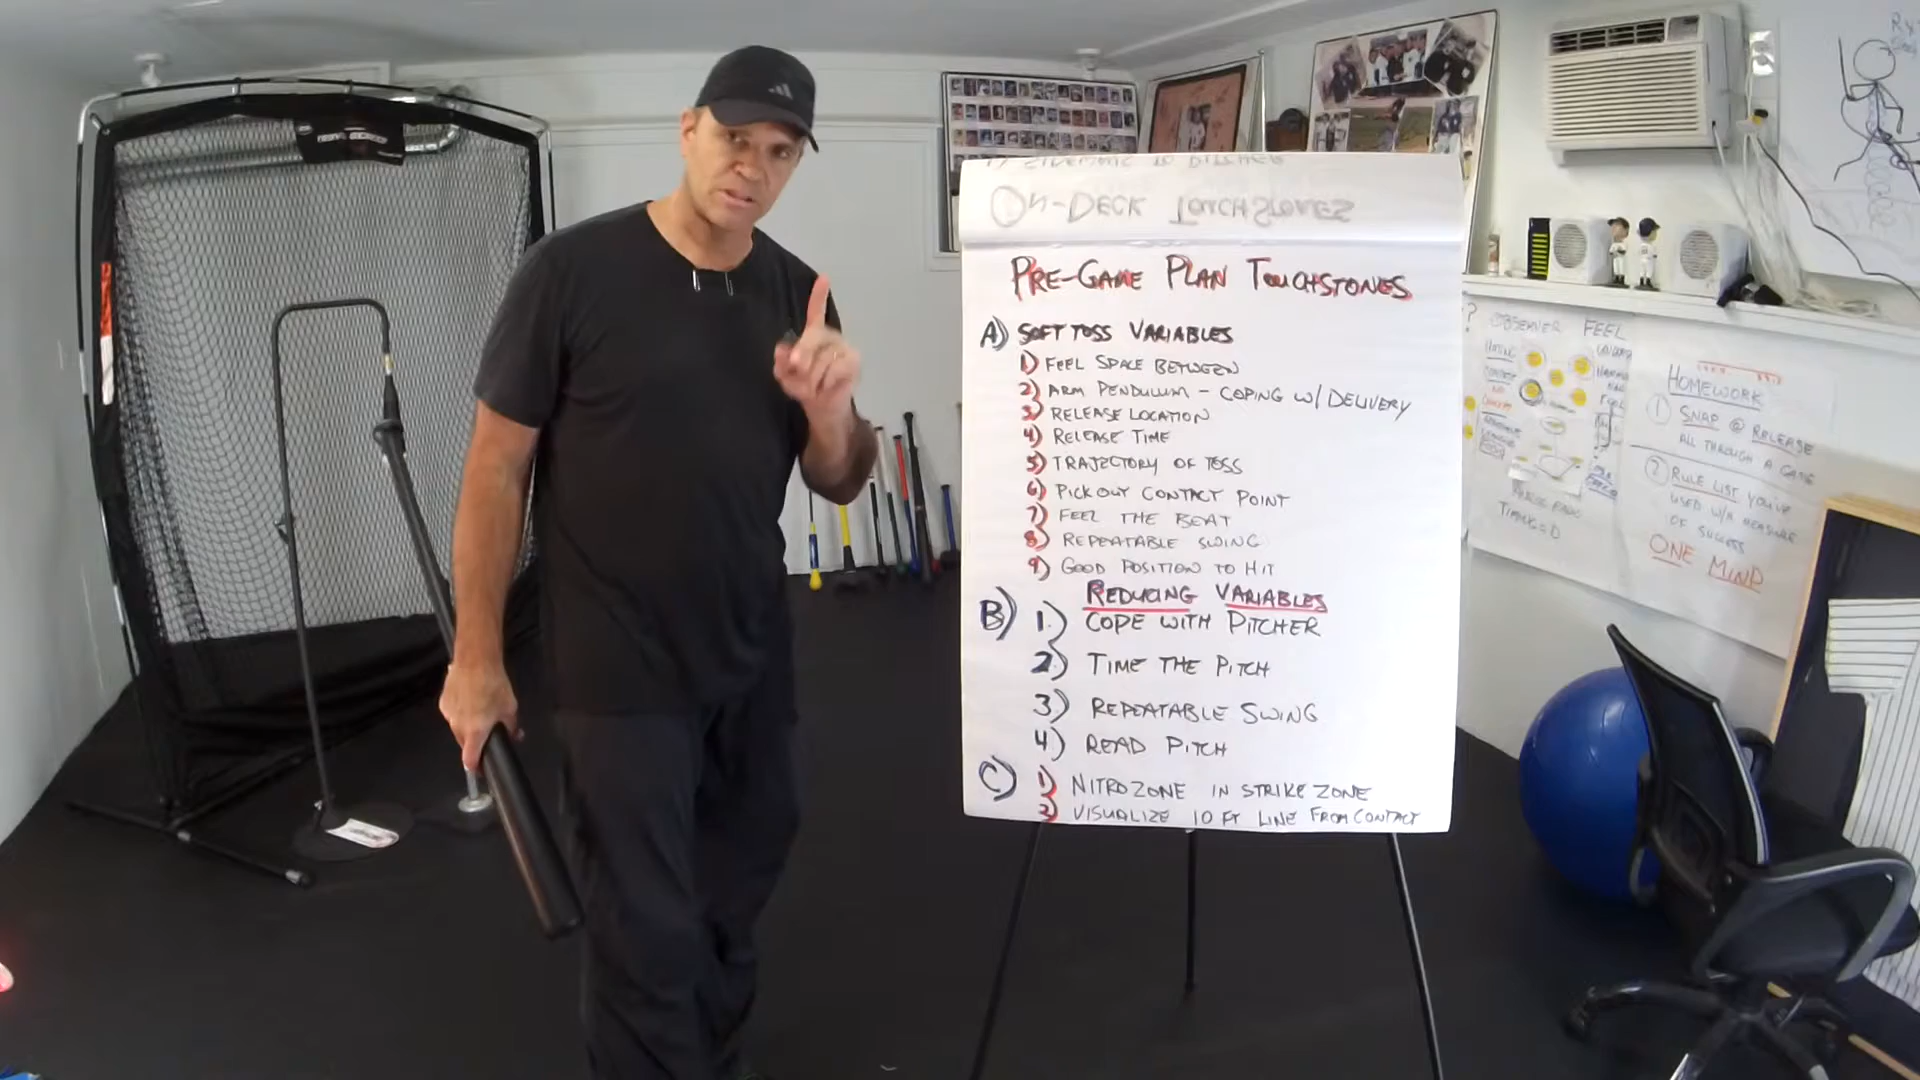 On-Deck Touchstones
Pre-Game Plan Touchstones
A) Soft Toss Variables
1) Feel Space Between
2) Arm Pendulum - Coping w/ Delivery
3) Release Location
4) Release Time
5) Trajectory of Toss
6) Pick out Contact Point
7) Feel the Beat
8) Repeatable Swing
9) Good Position to Hit
Reducing Variables
B) 1.) Cope with Pitcher
2) Time the Pitch
3) Repeatable Swing
4) Read Pitch
C) 1) Nitrozone in Strike Zone
2) Visualize 10 ft line from contact
? Observer Feel
Timing = 0
Homework
1 Snap @ Release
all through a game
2 Rule list you've
used w/h measure
of success
One Mind